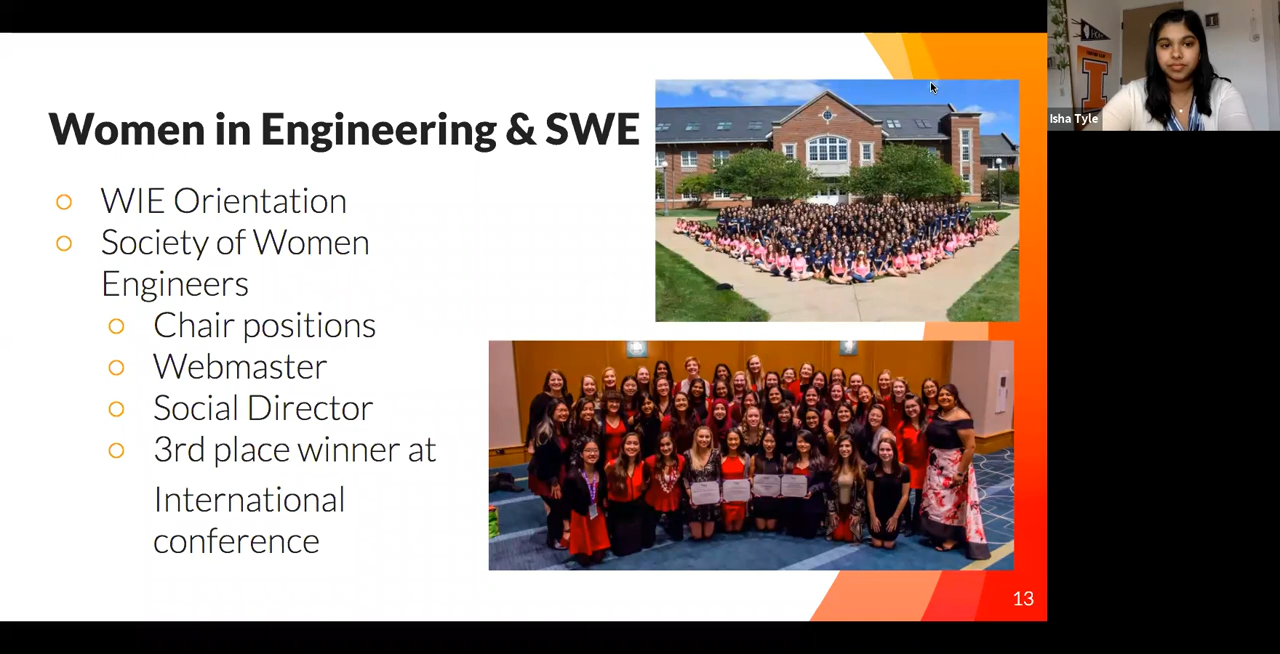 Women in Engineering & SWE
WIE Orientation
Society of Women
Engineers
Chair positions
Webmaster
Social Director
3rd place winner at
International
conference
13
I
Isha Tyle